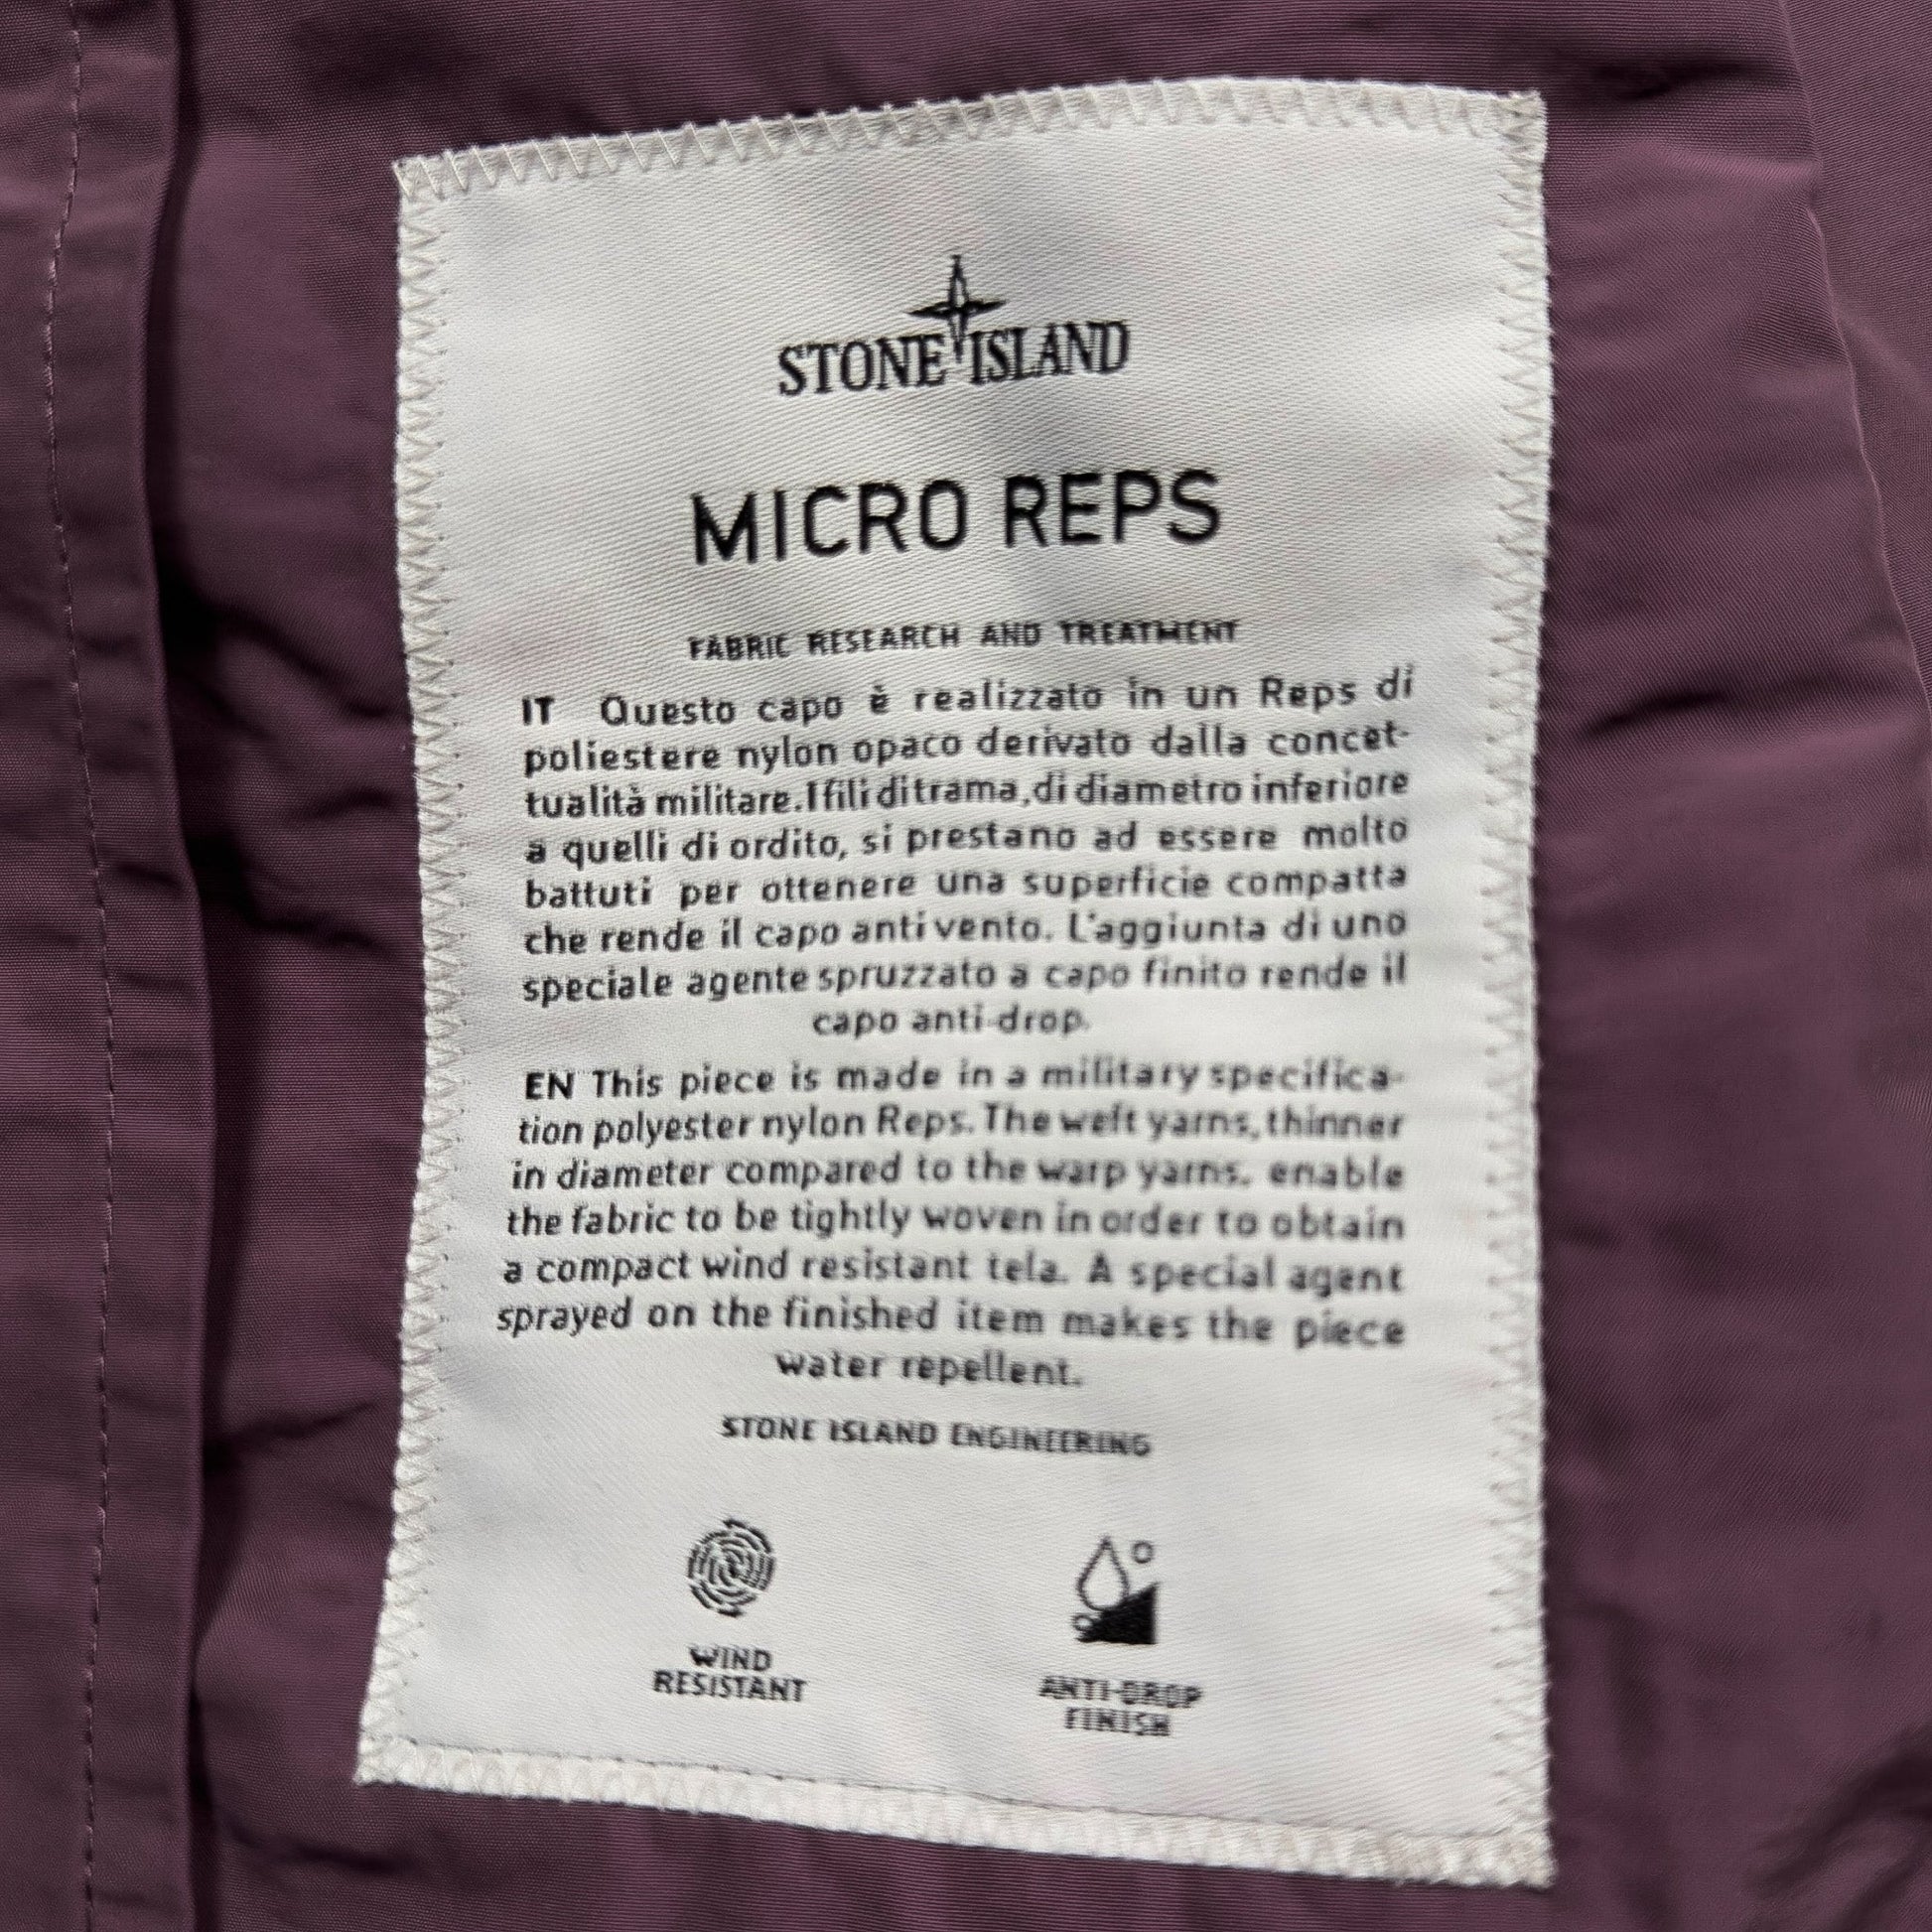 STONE ISLAND
MICRO REPS
FABRIC RESEARCH AND TREATMENT
IT Questo capo è realizzato in un Reps di
poliestere nylon opaco derivato dalla concet-
tualità militare. I fili di trama, di diametro inferiore
a quelli di ordito, si prestano ad essere molto
battuti per ottenere una superficie compatta
che rende il capo anti vento. L'aggiunta di uno
speciale agente spruzzato a capo finito rende il
capo anti-drop.
EN This piece is made in a military specifica-
tion polyester nylon Reps. The weft yarns, thinner
in diameter compared to the warp yarns, enable
the fabric to be tightly woven in order to obtain
a compact wind resistant tela. A special agent
sprayed on the finished item makes the piece
water repellent.
STONE ISLAND ENGINEERING
WIND
RESISTANT
ANTI-DROP
FINISH